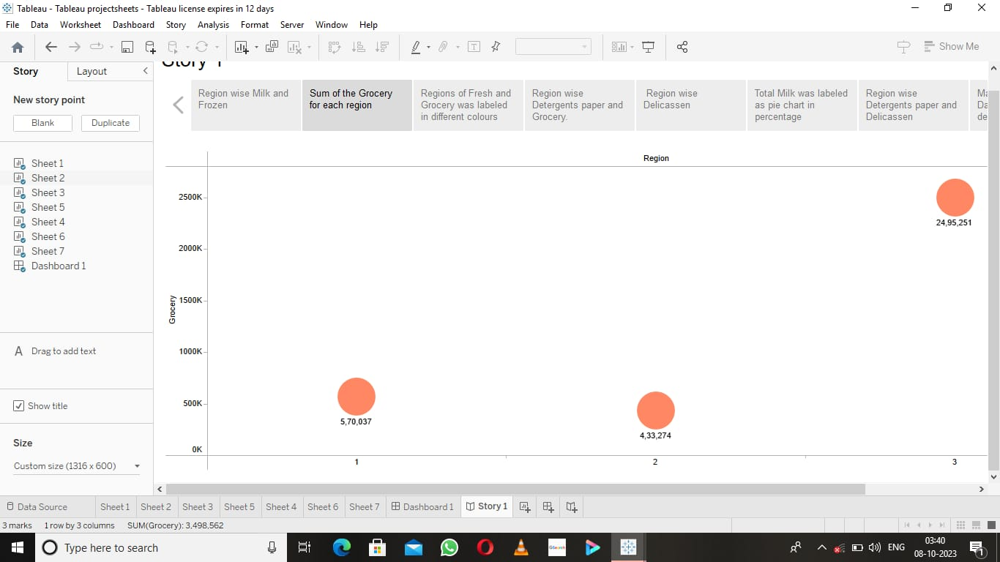 Tableau - Tableau projectsheets - Tableau license expires in 12 days
File Data Worksheet Dashboard Story Analysis Format Server Window Help
Show Me
Story Layout
New story point
Blank Duplicate
Sheet 1
Sheet 2
Sheet 3
Sheet 5
Sheet 4
Sheet 6
Sheet 7
Dashboard 1
A Drag to add text
Show title
Size
Custom size (1316 x 600)
Story 1
Region wise Milk and
Frozen
Sum of the Grocery
for each region
Regions of Fresh and
Grocery was labeled
in different colours
Region wise
Detergents paper and
Grocery.
Region wise
Delicassen
Total Milk was labeled
as pie chart in
percentage
Region wise
Detergents paper and
Delicassen
Region
2500K
2000K
1500K
1000K
500K
0K
Grocery
24,95,251
5,70,037
4,33,274
1 2 3
Data Source Sheet 1 Sheet 2 Sheet 3 Sheet 5 Sheet 4 Sheet 6 Sheet 7 Dashboard 1 Story 1
3 marks 1 row by 3 columns SUM(Grocery): 3,498,562
Type here to search
GSearch
ENG
03:40
08-10-2023
1